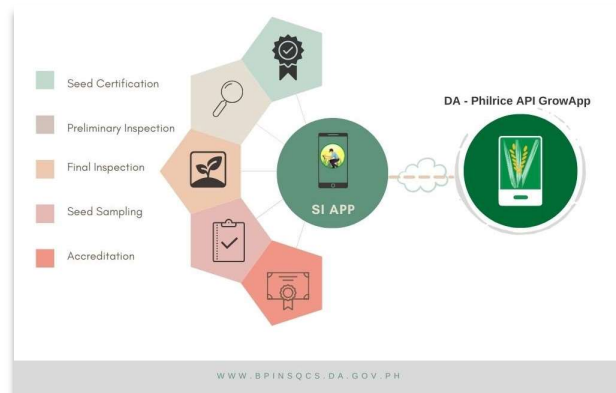 Seed Certification
Preliminary Inspection
Final Inspection
Seed Sampling
Accreditation
SI APP
DA - Philrice API GrowApp
WWW.BPINSQCS.DA.GOV.PH